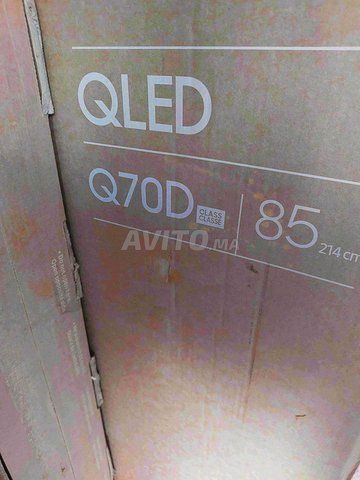 QLED
Q70D
CLASS
CLASSE
85
214 cm
AVITO.MA